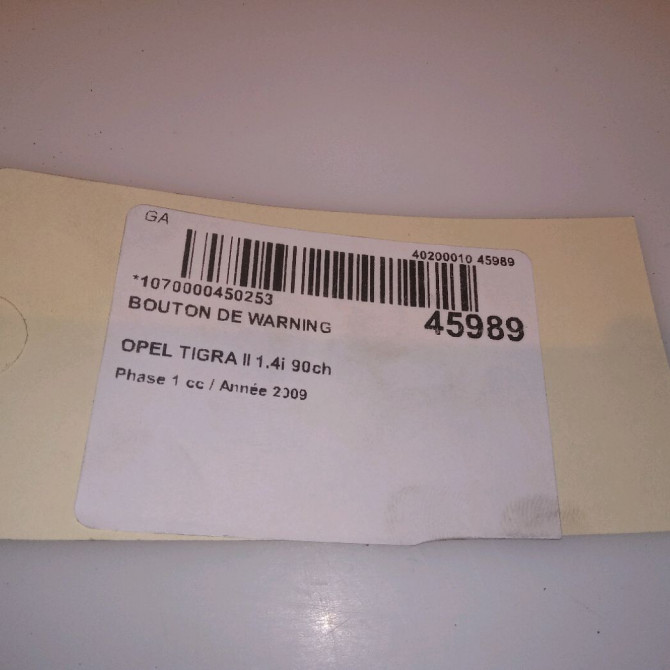 GA
40200010 45989
*1070000450253
BOUTON DE WARNING
45989
OPEL TIGRA II 1.4i 90ch
Phase 1 cc / Année 2009